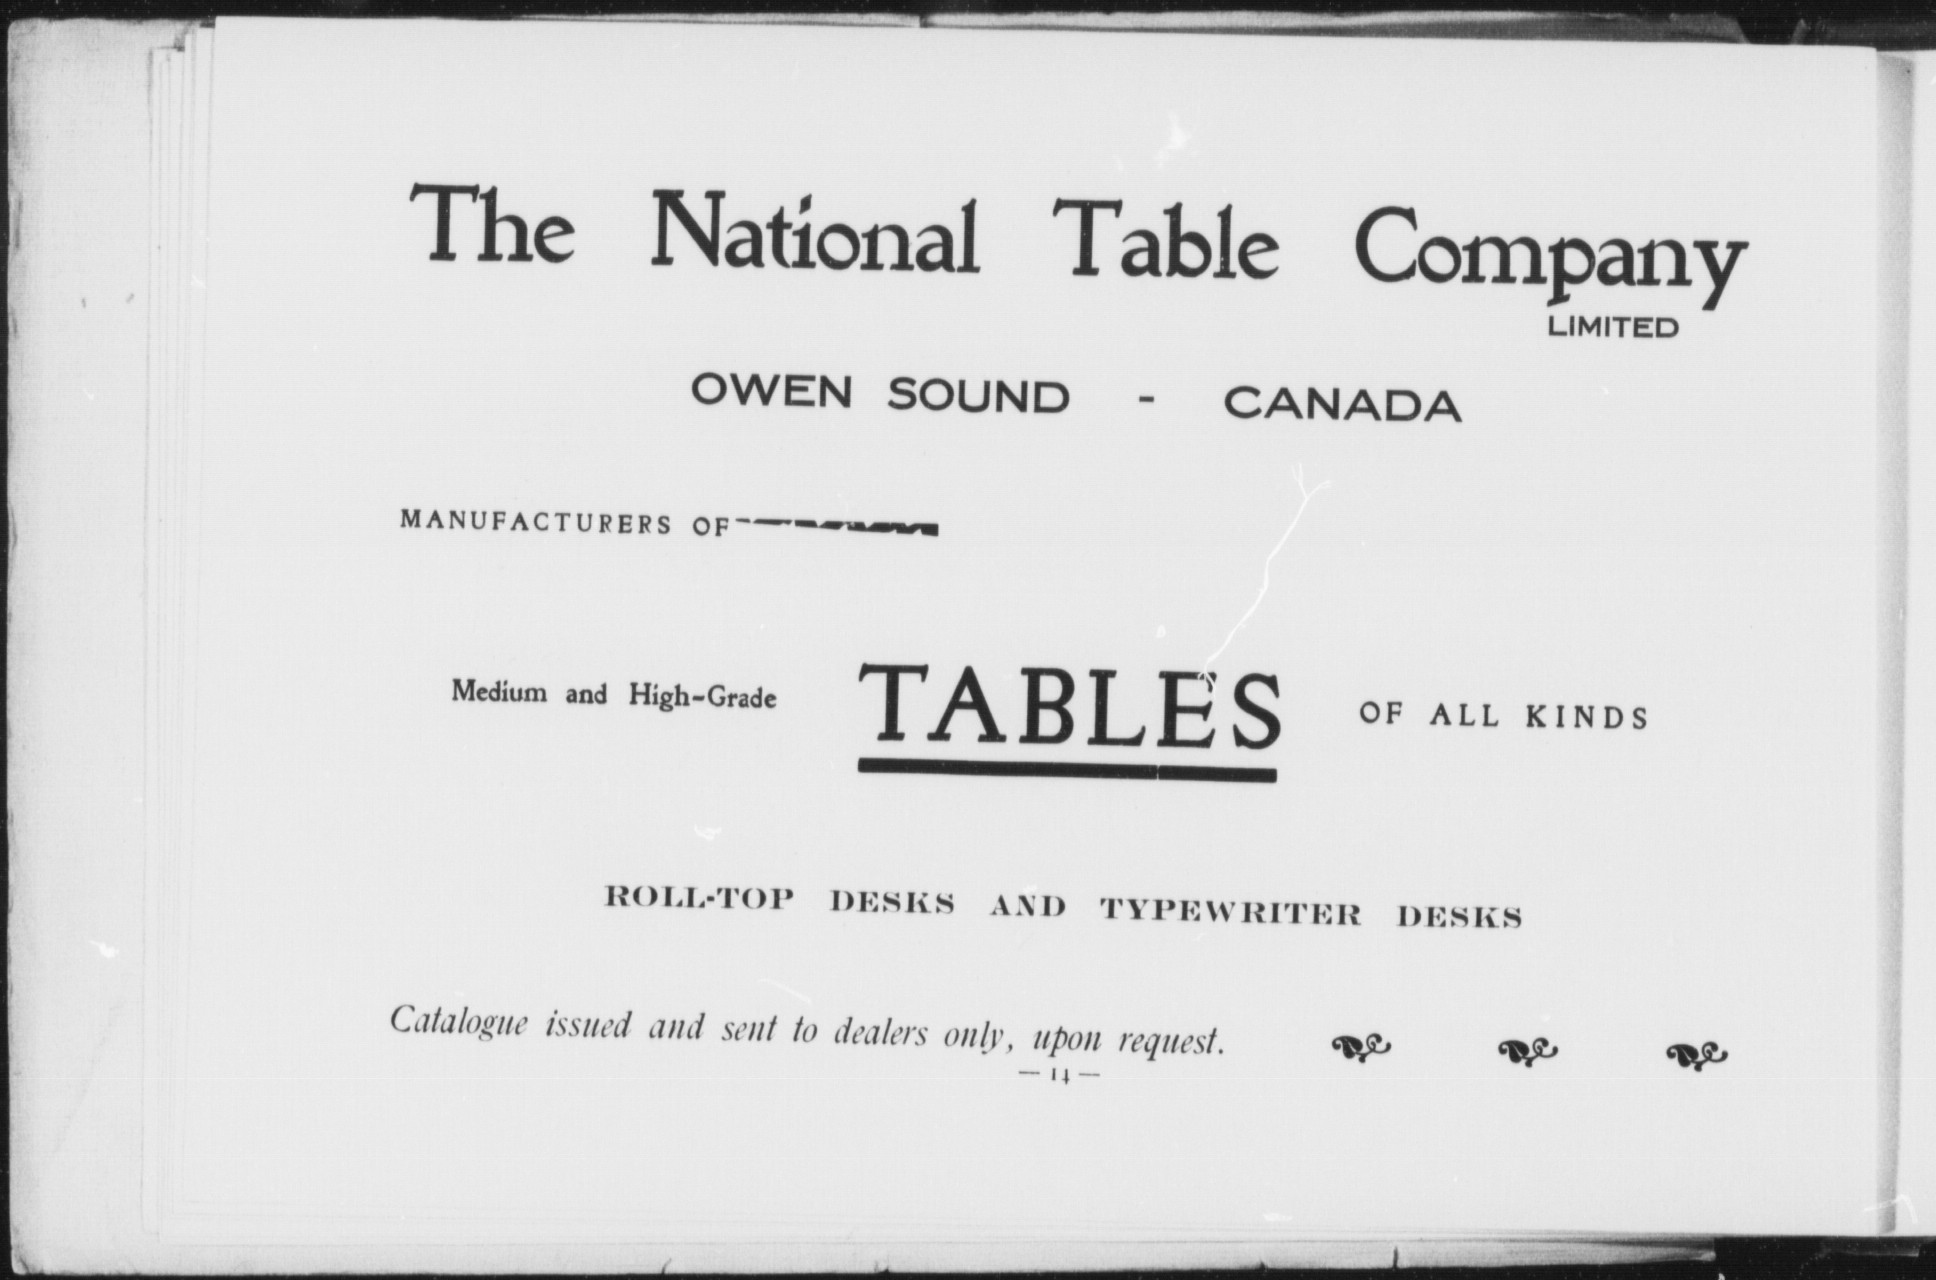 The National Table Company
LIMITED
OWEN SOUND - CANADA
MANUFACTURERS OF
Medium and High-Grade TABLES OF ALL KINDS
ROLL-TOP DESKS AND TYPEWRITER DESKS
Catalogue issued and sent to dealers only, upon request.
— 14 —